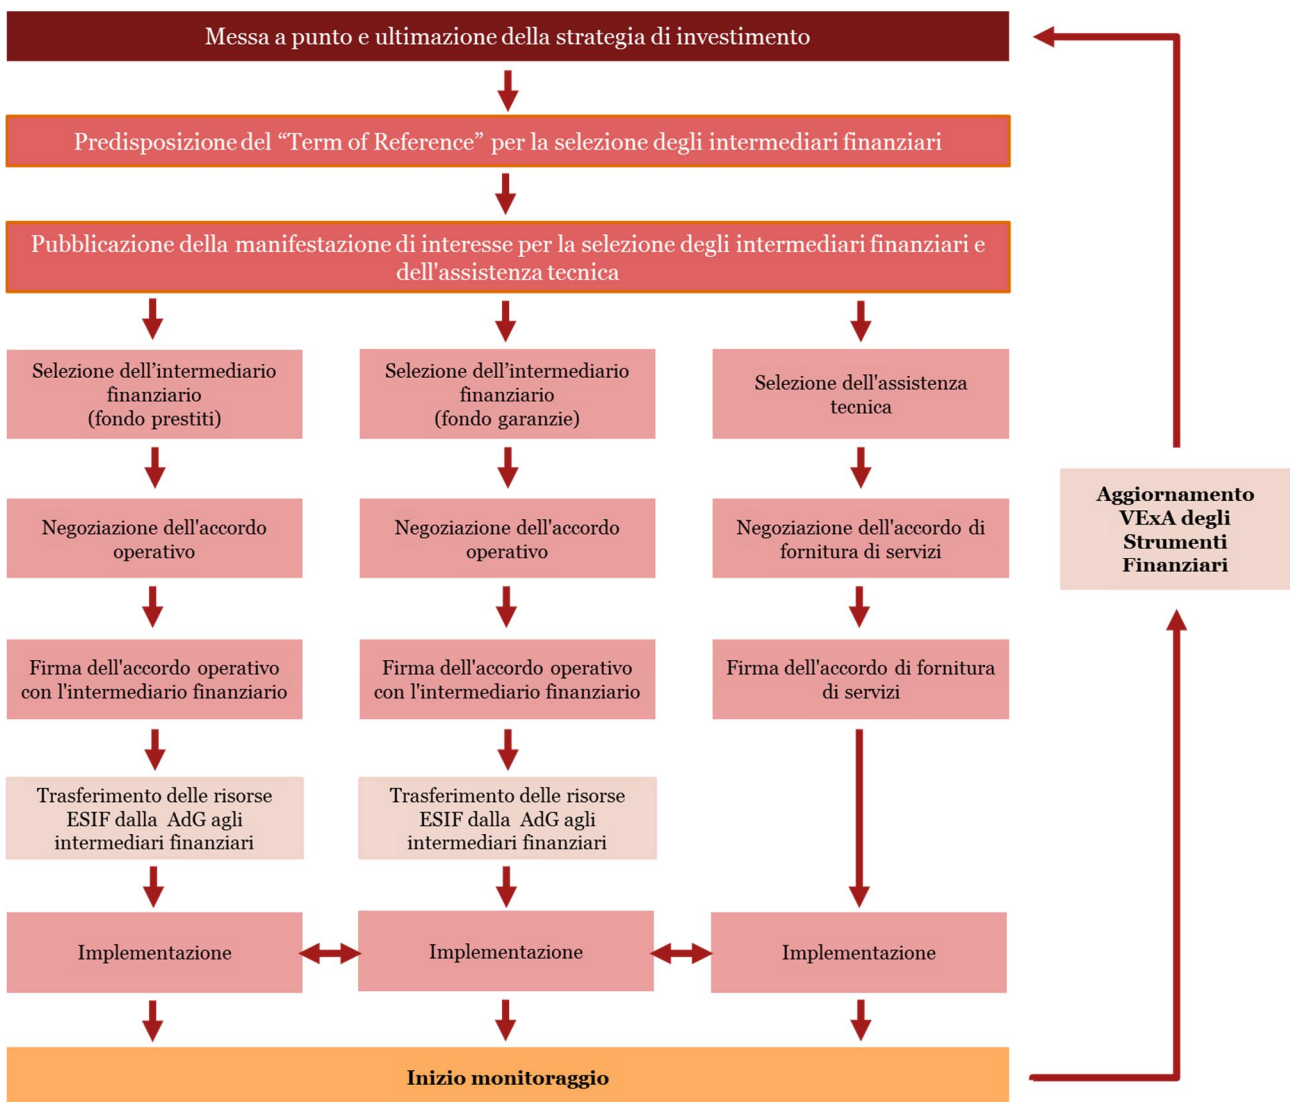 Messa a punto e ultimazione della strategia di investimento
Predisposizione del “Term of Reference” per la selezione degli intermediari finanziari
Pubblicazione della manifestazione di interesse per la selezione degli intermediari finanziari e
dell'assistenza tecnica
Selezione dell’intermediario
finanziario
(fondo prestiti)
Selezione dell’intermediario
finanziario
(fondo garanzie)
Selezione dell'assistenza
tecnica
Negoziazione dell'accordo
operativo
Negoziazione dell'accordo
operativo
Negoziazione dell'accordo di
fornitura di servizi
Firma dell'accordo operativo
con l'intermediario finanziario
Firma dell'accordo operativo
con l'intermediario finanziario
Firma dell'accordo di fornitura
di servizi
Trasferimento delle risorse
ESIF dalla AdG agli
intermediari finanziari
Trasferimento delle risorse
ESIF dalla AdG agli
intermediari finanziari
Implementazione
Implementazione
Implementazione
Inizio monitoraggio
Aggiornamento
VExA degli
Strumenti
Finanziari